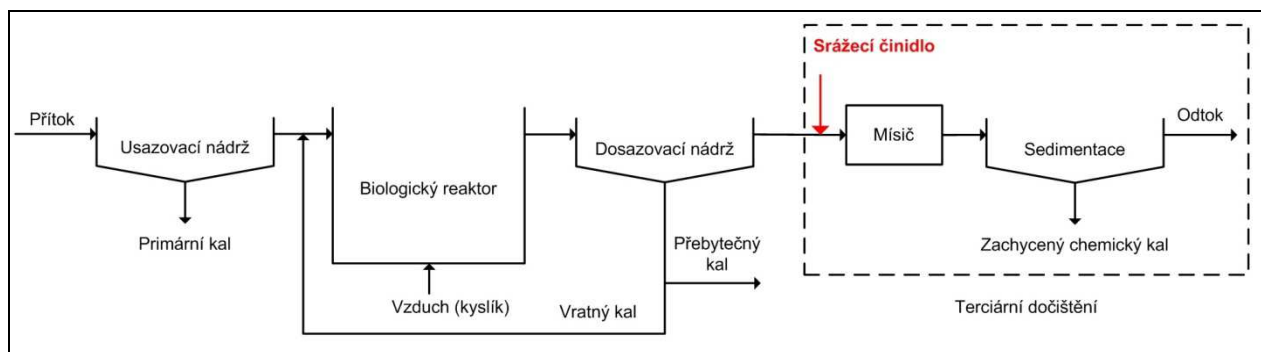 Srážecí činidlo
Přítok
Usazovací nádrž
Primární kal
Biologický reaktor
Vzduch (kyslík)
Vratný kal
Dosazovací nádrž
Přebytečný
kal
Mísič
Sedimentace
Odtok
Zachycený chemický kal
Terciární dočištění